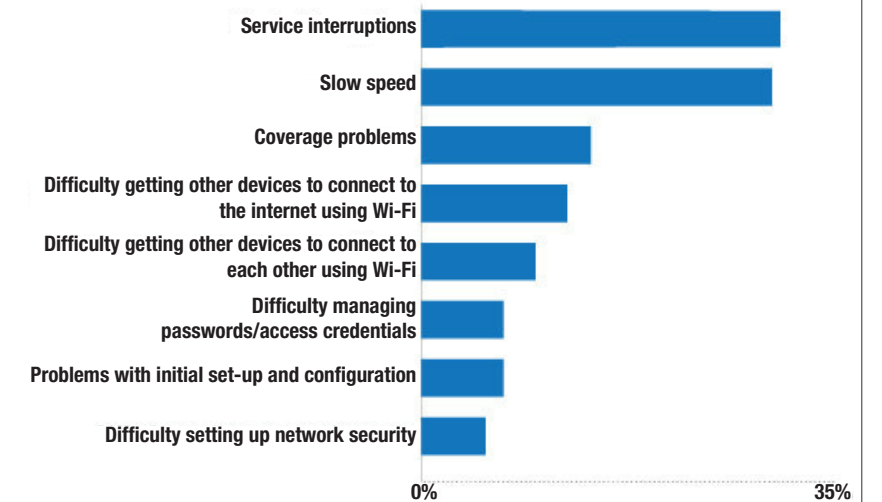 Service interruptions
Slow speed
Coverage problems
Difficulty getting other devices to connect to
the internet using Wi-Fi
Difficulty getting other devices to connect to
each other using Wi-Fi
Difficulty managing
passwords/access credentials
Problems with initial set-up and configuration
Difficulty setting up network security
0% 35%